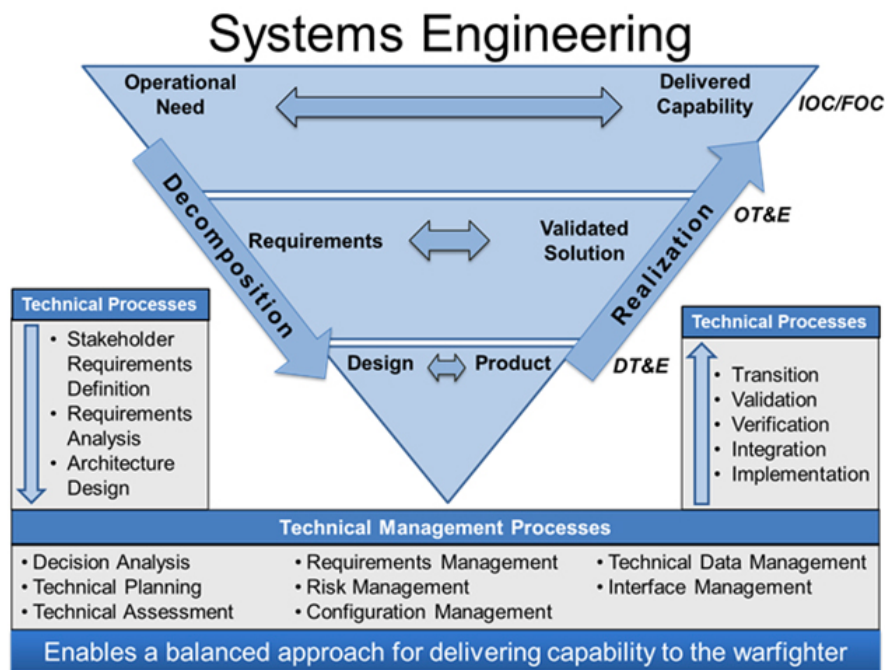 Systems Engineering
Operational
Need
Delivered
Capability
IOC/FOC
Decomposition
Realization
OT&E
Requirements
Validated
Solution
Design
Product
DT&E
Technical Processes
• Stakeholder
Requirements
Definition
• Requirements
Analysis
• Architecture
Design
Technical Processes
• Transition
• Validation
• Verification
• Integration
• Implementation
Technical Management Processes
• Decision Analysis
• Technical Planning
• Technical Assessment
• Requirements Management
• Risk Management
• Configuration Management
• Technical Data Management
• Interface Management
Enables a balanced approach for delivering capability to the warfighter